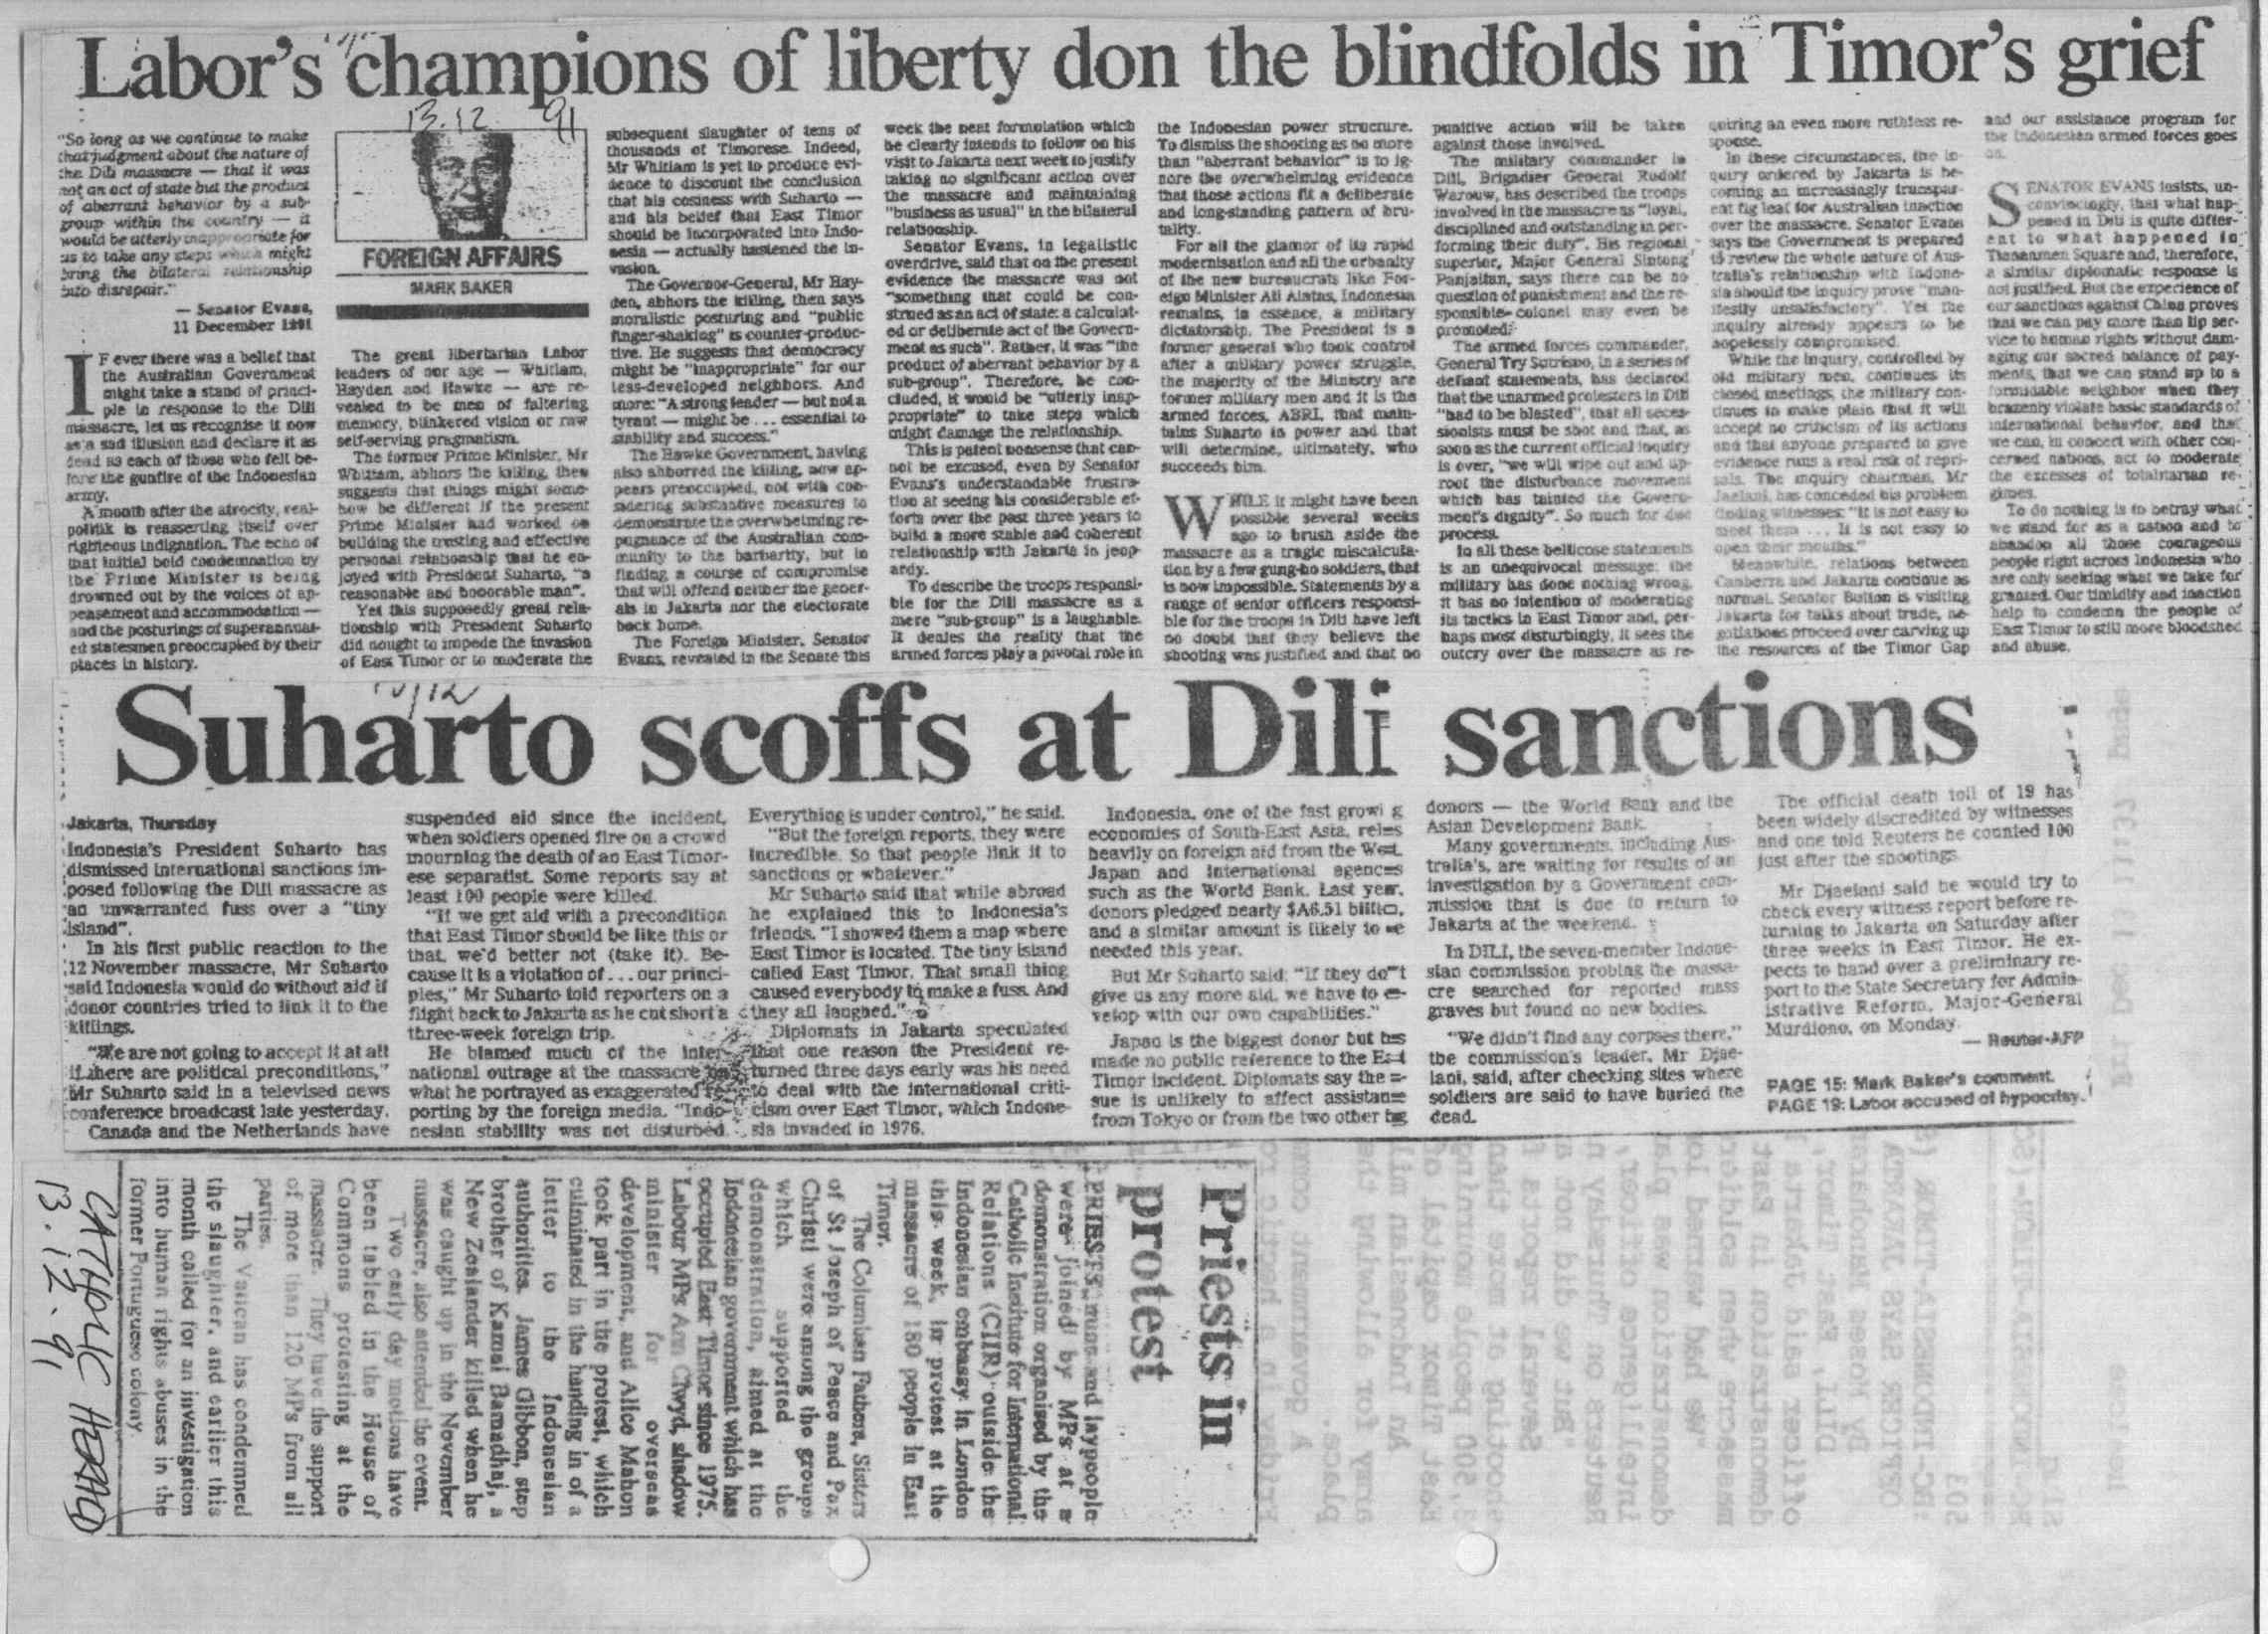 Labor's champions of liberty don the blindfolds in Timor's grief
13.12 91
"So long as we continue to make
that judgment about the nature of
the Dili massacre — that it was
not an act of state but the product
of aberrant behavior by a sub-
group within the country — it
would be utterly inappropriate for
us to take any steps which might
bring the bilateral relationship
into disrepair."
— Senator Evans,
11 December 1991
IF ever there was a belief that
the Australian Government
might take a stand of princi-
ple in response to the Dili
massacre, let us recognise it now
as a sad illusion and declare it as
dead as each of those who fell be-
fore the gunfire of the Indonesian
army.
A month after the atrocity, real-
politik is reasserting itself over
righteous indignation. The echo of
that initial bold condemnation by
the Prime Minister is being
drowned out by the voices of ap-
peasement and accommodation —
and the posturings of superannuat-
ed statesmen preoccupied by their
places in history.
FOREIGN AFFAIRS
MARK BAKER
The great libertarian Labor
leaders of our age — Whitlam,
Hayden and Hawke — are re-
vealed to be men of faltering
memory, blinkered vision or raw
self-serving pragmatism.
The former Prime Minister, Mr
Whitlam, abhors the killing, then
suggests that things might some-
how be different if the present
Prime Minister had worked on
building the trusting and effective
personal relationship that he en-
joyed with President Suharto, "a
reasonable and honorable man".
Yet this supposedly great rela-
tionship with President Suharto
did nought to impede the invasion
of East Timor or to moderate the
subsequent slaughter of tens of
thousands of Timorese. Indeed,
Mr Whitlam is yet to produce evi-
dence to discount the conclusion
that his cosiness with Suharto —
and his belief that East Timor
should be incorporated into Indo-
nesia — actually hastened the in-
vasion.
The Governor-General, Mr Hay-
den, abhors the killing, then says
moralistic posturing and "public
finger-shaking" is counter-produc-
tive. He suggests that democracy
might be "inappropriate" for our
less-developed neighbors. And
more: "A strong leader — but not a
tyrant — might be ... essential to
stability and success."
The Hawke Government, having
also abhorred the killing, now ap-
pears preoccupied, not with con-
sidering substantive measures to
demonstrate the overwhelming re-
pugnance of the Australian com-
munity to the barbarity, but in
finding a course of compromise
that will offend neither the gener-
als in Jakarta nor the electorate
back home.
The Foreign Minister, Senator
Evans, revealed in the Senate this
week the neat formulation which
he clearly intends to follow on his
visit to Jakarta next week to justify
taking no significant action over
the massacre and maintaining
"business as usual" in the bilateral
relationship.
Senator Evans, in legalistic
overdrive, said that on the present
evidence the massacre was not
"something that could be con-
strued as an act of state: a calculat-
ed or deliberate act of the Govern-
ment as such". Rather, it was "the
product of aberrant behavior by a
sub-group". Therefore, he con-
cluded, it would be "utterly inap-
propriate" to take steps which
might damage the relationship.
This is patent nonsense that can-
not be excused, even by Senator
Evans's understandable frustra-
tion at seeing his considerable ef-
forts over the past three years to
build a more stable and coherent
relationship with Jakarta in jeop-
ardy.
To describe the troops responsi-
ble for the Dili massacre as a
mere "sub-group" is a laughable.
It denies the reality that the
armed forces play a pivotal role in
the Indonesian power structure.
To dismiss the shooting as no more
than "aberrant behavior" is to ig-
nore the overwhelming evidence
that those actions fit a deliberate
and long-standing pattern of bru-
tality.
For all the glamor of its rapid
modernisation and all the urbanity
of the new bureaucrats like For-
eign Minister Ali Alatas, Indonesia
remains, in essence, a military
dictatorship. The President is a
former general who took control
after a military power struggle,
the majority of the Ministry are
former military men and it is the
armed forces, ABRI, that main-
tains Suharto in power and that
will determine, ultimately, who
succeeds him.
WHILE it might have been
possible several weeks
ago to brush aside the
massacre as a tragic miscalcula-
tion by a few gung-ho soldiers, that
is now impossible. Statements by a
range of senior officers responsi-
ble for the troops in Dili have left
no doubt that they believe the
shooting was justified and that no
punitive action will be taken
against those involved.
The military commander in
Dili, Brigadier General Rudolf
Warouw, has described the troops
involved in the massacre as "loyal,
disciplined and outstanding in per-
forming their duty". His regional
superior, Major General Sintong
Panjaitan, says there can be no
question of punishment and the re-
sponsible colonel may even be
promoted.
The armed forces commander,
General Try Sutrisno, in a series of
defiant statements, has declared
that the unarmed protesters in Dili
"had to be blasted", that all seces-
sionists must be shot and that, as
soon as the current official inquiry
is over, "we will wipe out and up-
root the disturbance movement
which has tainted the Govern-
ment's dignity". So much for due
process.
In all these bellicose statements
is an unequivocal message: the
military has done nothing wrong,
it has no intention of moderating
its tactics in East Timor and, per-
haps most disturbingly, it sees the
outcry over the massacre as re-
quiring an even more ruthless re-
sponse.
In these circumstances, the in-
quiry ordered by Jakarta is be-
coming an increasingly transpar-
ent fig leaf for Australian inaction
over the massacre. Senator Evans
says the Government is prepared
to review the whole nature of Aus-
tralia's relationship with Indone-
sia should the inquiry prove "man-
ifestly unsatisfactory". Yet the
inquiry already appears to be
hopelessly compromised.
While the inquiry, controlled by
old military men, continues its
closed meetings, the military con-
tinues to make plain that it will
accept no criticism of its actions
and that anyone prepared to give
evidence runs a real risk of repri-
sals. The inquiry chairman, Mr
Jaelani, has conceded his problem
finding witnesses: "It is not easy to
meet them ... It is not easy to
open their mouths."
Meanwhile, relations between
Canberra and Jakarta continue as
normal. Senator Button is visiting
Jakarta for talks about trade, ne-
gotiations proceed over carving up
the resources of the Timor Gap
and our assistance program for
the Indonesian armed forces goes
on.
SENATOR EVANS insists, un-
convincingly, that what hap-
pened in Dili is quite differ-
ent to what happened in
Tiananmen Square and, therefore,
a similar diplomatic response is
not justified. But the experience of
our sanctions against China proves
that we can pay more than lip ser-
vice to human rights without dam-
aging our sacred balance of pay-
ments, that we can stand up to a
formidable neighbor when they
brazenly violate basic standards of
international behavior, and that
we can, in concert with other con-
cerned nations, act to moderate
the excesses of totalitarian re-
gimes.
To do nothing is to betray what
we stand for as a nation and to
abandon all those courageous
people right across Indonesia who
are only seeking what we take for
granted. Our timidity and inaction
help to condemn the people of
East Timor to still more bloodshed
and abuse.
Suharto scoffs at Dili sanctions
Jakarta, Thursday
Indonesia's President Suharto has
dismissed international sanctions im-
posed following the Dili massacre as
an unwarranted fuss over a "tiny
island".
In his first public reaction to the
12 November massacre, Mr Suharto
said Indonesia would do without aid if
donor countries tried to link it to the
killings.
"We are not going to accept it at all
if there are political preconditions,"
Mr Suharto said in a televised news
conference broadcast late yesterday.
Canada and the Netherlands have
suspended aid since the incident,
when soldiers opened fire on a crowd
mourning the death of an East Timor-
ese separatist. Some reports say at
least 100 people were killed.
"If we get aid with a precondition
that East Timor should be like this or
that, we'd better not (take it). Be-
cause it is a violation of ... our princi-
ples," Mr Suharto told reporters on a
flight back to Jakarta as he cut short a
three-week foreign trip.
He blamed much of the inter-
national outrage at the massacre on
what he portrayed as exaggerated re-
porting by the foreign media. "Indo-
nesian stability was not disturbed.
Everything is under control," he said.
"But the foreign reports, they were
incredible. So that people link it to
sanctions or whatever."
Mr Suharto said that while abroad
he explained this to Indonesia's
friends. "I showed them a map where
East Timor is located. The tiny island
called East Timor. That small thing
caused everybody to make a fuss. And
they all laughed."
Diplomats in Jakarta speculated
that one reason the President re-
turned three days early was his need
to deal with the international criti-
cism over East Timor, which Indone-
sia invaded in 1976.
Indonesia, one of the fast growi g
economies of South-East Asia, relies
heavily on foreign aid from the West,
Japan and international agencies
such as the World Bank. Last year,
donors pledged nearly $A6.51 billion,
and a similar amount is likely to be
needed this year.
But Mr Suharto said: "If they don't
give us any more aid, we have to de-
velop with our own capabilities."
Japan is the biggest donor but has
made no public reference to the East
Timor incident. Diplomats say the is-
sue is unlikely to affect assistance
from Tokyo or from the two other big
donors — the World Bank and the
Asian Development Bank.
Many governments, including Aus-
tralia's, are waiting for results of an
investigation by a Government com-
mission that is due to return to
Jakarta at the weekend.
In DILI, the seven-member Indone-
sian commission probing the massa-
cre searched for reported mass
graves but found no new bodies.
"We didn't find any corpses there,"
the commission's leader, Mr Djae-
lani, said, after checking sites where
soldiers are said to have buried the
dead.
The official death toll of 19 has
been widely discredited by witnesses
and one told Reuters he counted 100
just after the shootings.
Mr Djaelani said he would try to
check every witness report before re-
turning to Jakarta on Saturday after
three weeks in East Timor. He ex-
pects to hand over a preliminary re-
port to the State Secretary for Admin-
istrative Reform, Major-General
Murdiono, on Monday.
— Reuter-AFP
PAGE 15: Mark Baker's comment.
PAGE 19: Labor accused of hypocrisy.
Priests in
protest
PRIESTS, nuns and laypeople
were joined by MPs at a
demonstration organised by the
Catholic Institute for International
Relations (CIIR) outside the
Indonesian embassy in London
this week, in protest at the
massacre of 180 people in East
Timor.
The Columban Fathers, Sisters
of St Joseph of Peace and Pax
Christi were among the groups
which supported the
demonstration, aimed at the
Indonesian government which has
occupied East Timor since 1975.
Labour MPs Ann Clwyd, shadow
minister for overseas
development, and Alice Mahon
took part in the protest, which
culminated in the handing in of a
letter to the Indonesian
authorities. James Gibbon, step
brother of Kamal Bamadhaj, a
New Zealander killed when he
was caught up in the November
massacre, also attended the event.
Two early day motions have
been tabled in the House of
Commons protesting at the
massacre. They have the support
of more than 120 MPs from all
parties.
The Vatican has condemned
the slaughter, and earlier this
month called for an investigation
into human rights abuses in the
former Portuguese colony
CATHOLIC HERALD
13.12.91